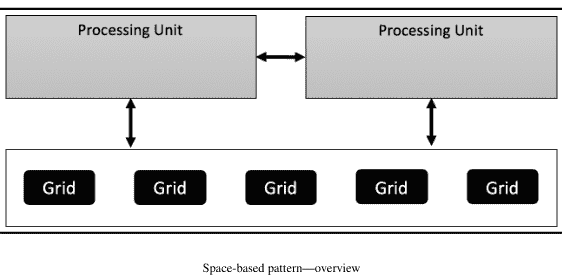 Processing Unit Processing Unit
Grid Grid Grid Grid Grid
Space-based pattern—overview